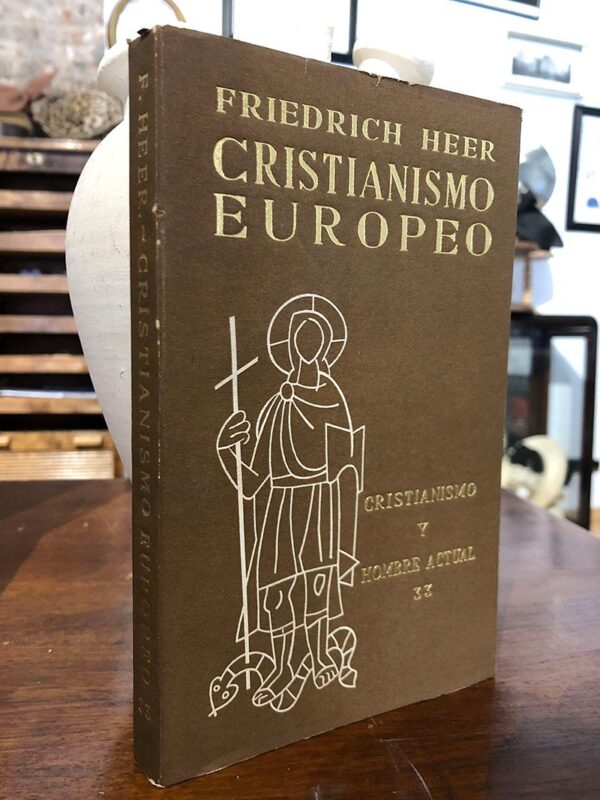 FRIEDRICH HEER
CRISTIANISMO
EUROPEO
CRISTIANISMO
Y
HOMBRE ACTUAL
33
F. HEER. - CRISTIANISMO EUROPEO 33